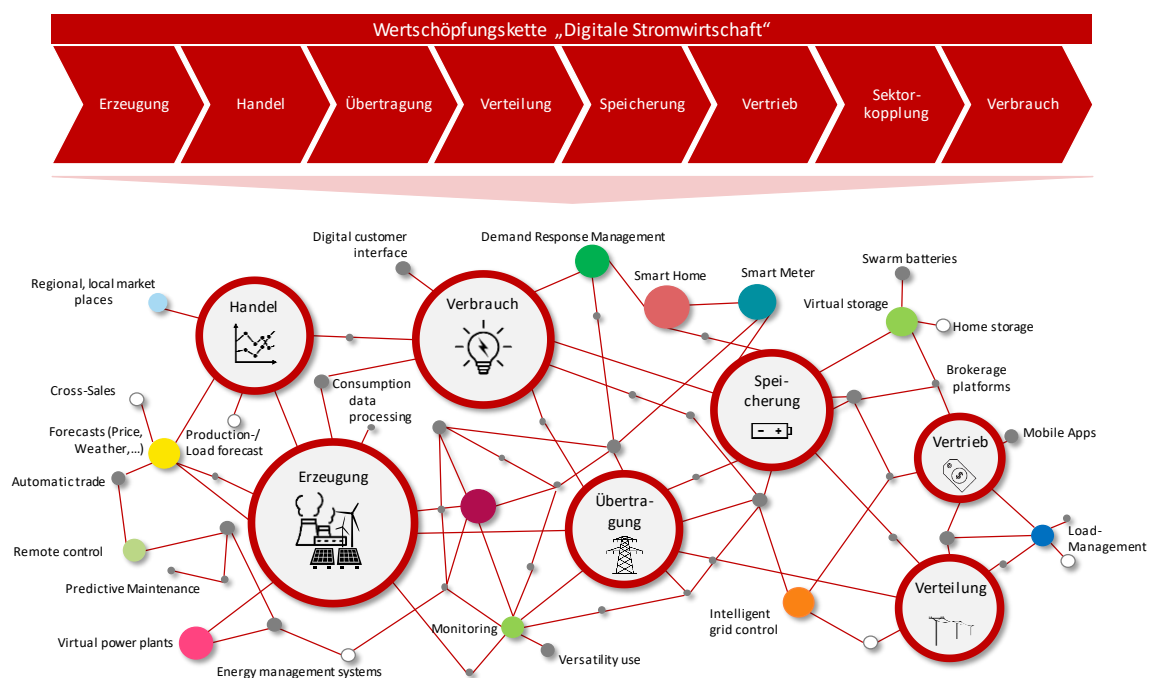 Wertschöpfungskette „Digitale Stromwirtschaft“
Erzeugung
Handel
Übertragung
Verteilung
Speicherung
Vertrieb
Sektor-
kopplung
Verbrauch
Digital customer
interface
Demand Response Management
Smart Home
Smart Meter
Swarm batteries
Virtual storage
Home storage
Regional, local market
places
Handel
Verbrauch
Brokerage
platforms
Spei-
cherung
Cross-Sales
Consumption
data
processing
Forecasts (Price,
Weather,...)
Production-/
Load forecast
Vertrieb
Mobile Apps
Automatic trade
Erzeugung
Übertra-
gung
Remote control
Load-
Management
Predictive Maintenance
Verteilung
Virtual power plants
Monitoring
Intelligent
grid control
Energy management systems
Versatility use